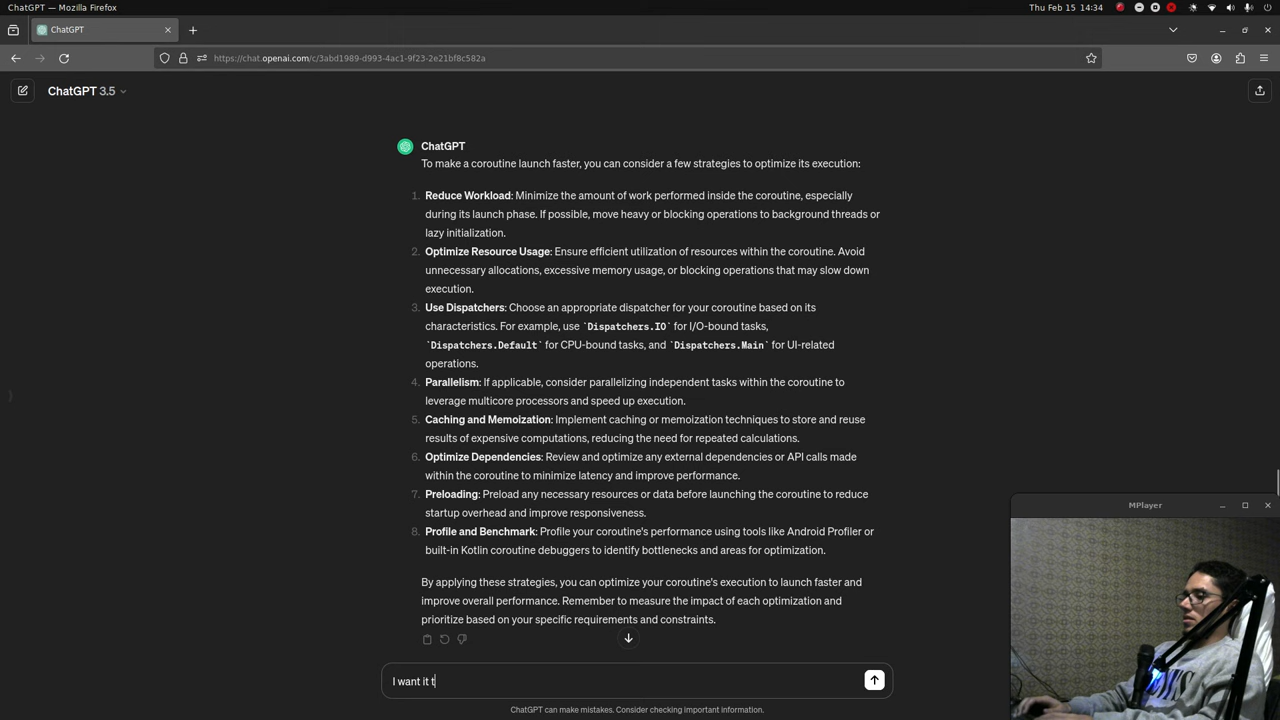 ChatGPT — Mozilla Firefox
Thu Feb 15 14:34
ChatGPT
https://chat.openai.com/c/3abd1989-d993-4ac1-9f23-2e21bf8c582a
ChatGPT 3.5
ChatGPT
To make a coroutine launch faster, you can consider a few strategies to optimize its execution:
1. Reduce Workload: Minimize the amount of work performed inside the coroutine, especially
during its launch phase. If possible, move heavy or blocking operations to background threads or
lazy initialization.
2. Optimize Resource Usage: Ensure efficient utilization of resources within the coroutine. Avoid
unnecessary allocations, excessive memory usage, or blocking operations that may slow down
execution.
3. Use Dispatchers: Choose an appropriate dispatcher for your coroutine based on its
characteristics. For example, use `Dispatchers.IO` for I/O-bound tasks,
`Dispatchers.Default` for CPU-bound tasks, and `Dispatchers.Main` for UI-related
operations.
4. Parallelism: If applicable, consider parallelizing independent tasks within the coroutine to
leverage multicore processors and speed up execution.
5. Caching and Memoization: Implement caching or memoization techniques to store and reuse
results of expensive computations, reducing the need for repeated calculations.
6. Optimize Dependencies: Review and optimize any external dependencies or API calls made
within the coroutine to minimize latency and improve performance.
7. Preloading: Preload any necessary resources or data before launching the coroutine to reduce
startup overhead and improve responsiveness.
8. Profile and Benchmark: Profile your coroutine's performance using tools like Android Profiler or
built-in Kotlin coroutine debuggers to identify bottlenecks and areas for optimization.
By applying these strategies, you can optimize your coroutine's execution to launch faster and
improve overall performance. Remember to measure the impact of each optimization and
prioritize based on your specific requirements and constraints.
MPlayer
I want it t
ChatGPT can make mistakes. Consider checking important information.